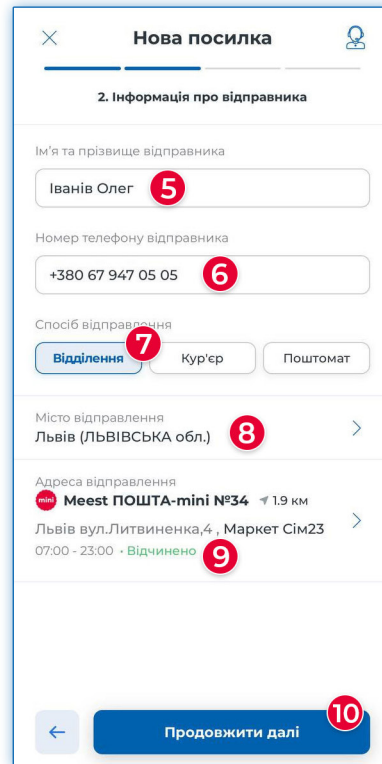 Нова посилка
2. Інформація про відправника
Ім'я та прізвище відправника
Іванів Олег 5
Номер телефону відправника
+380 67 947 05 05 6
Спосіб відправлення
7
Відділення Кур'єр Поштомат
Місто відправлення
Львів (ЛЬВІВСЬКА обл.) 8
Адреса відправлення
mini Meest ПОШТА-mini №34 1.9 км
Львів вул.Литвиненка,4 , Маркет Сім23
07:00 - 23:00 • Відчинено 9
10
Продовжити далі